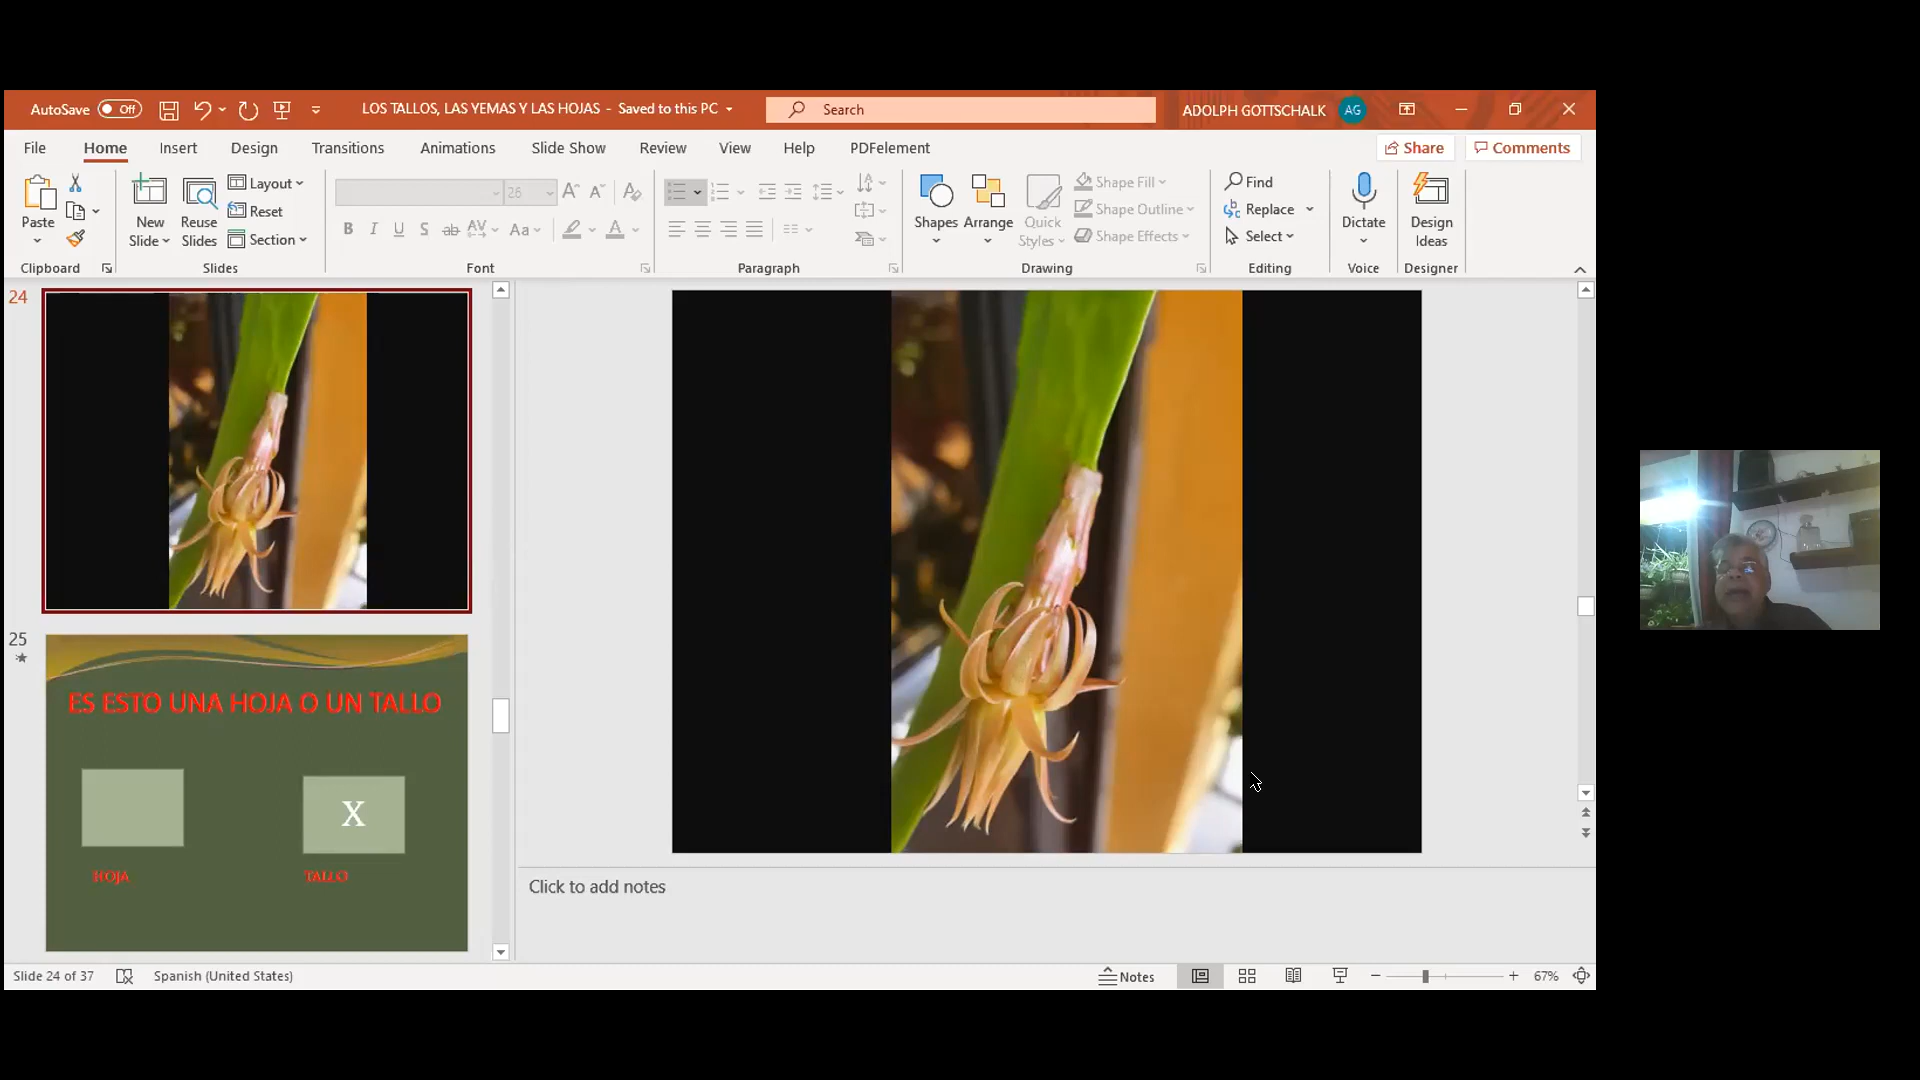 AutoSave Off LOS TALLOS, LAS YEMAS Y LAS HOJAS - Saved to this PC Search ADOLPH GOTTSCHALK AG
File Home Insert Design Transitions Animations Slide Show Review View Help PDFelement Share Comments
Paste
New Slide
Reuse Slides
Layout
Reset
Section
26
B I U S ab AV Aa A
Shapes
Arrange
Quick Styles
Shape Fill
Shape Outline
Shape Effects
Find
Replace
Select
Dictate
Design Ideas
Clipboard Slides Font Paragraph Drawing Editing Voice Designer
24
25
ES ESTO UNA HOJA O UN TALLO
X
HOJA TALLO
Click to add notes
Slide 24 of 37 Spanish (United States) Notes 67%